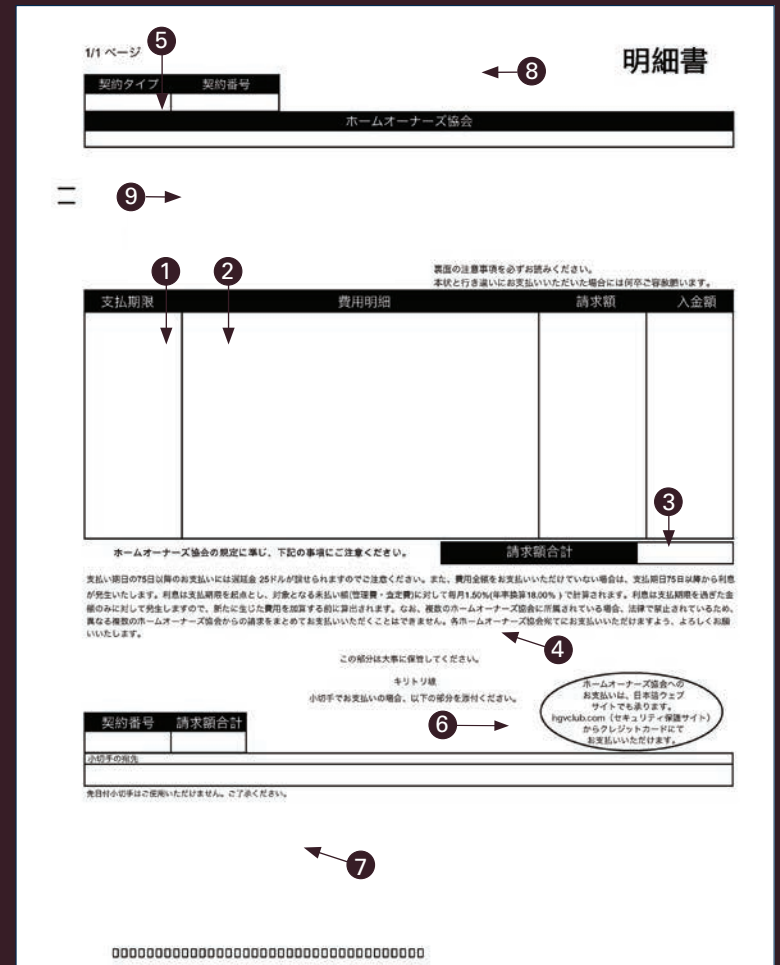 1/1 ページ
5
8
明細書
契約タイプ 契約番号
ホームオーナーズ協会
9
裏面の注意事項を必ずお読みください。
本状と行き違いにお支払いいただいた場合には何卒ご容赦願います。
1
2
支払期限 費用明細 請求額 入金額
3
ホームオーナーズ協会の規定に準じ、下記の事項にご注意ください。
請求額合計
支払い期日の75日以降のお支払いには遅延金 25ドルが課せられますのでご注意ください。また、費用全額をお支払いいただけていない場合は、支払期日75日以降から利息
が発生いたします。利息は支払期限を起点とし、対象となる未払い額(管理費・査定費)に対して毎月1.50%(年率換算18.00% ) で計算されます。利息は支払期限を過ぎた金
額のみに対して発生しますので、新たに生じた費用を加算する前に算出されます。なお、複数のホームオーナーズ協会に所属されている場合、法律で禁止されているため、
異なる複数のホームオーナーズ協会からの請求をまとめてお支払いいただくことはできません。各ホームオーナーズ協会宛てにお支払いいただけますよう、よろしくお願
いいたします。
4
この部分は大事に保管してください。
キリトリ線
小切手でお支払いの場合、以下の部分を添付ください。
6
ホームオーナーズ協会への
お支払いは、日本語ウェブ
サイトでも承ります。
hgvclub.com（セキュリティ保護サイト）
からクレジットカードにて
お支払いいただけます。
契約番号 請求額合計
小切手の宛先
先日付小切手はご使用いただけません。ご了承ください。
7